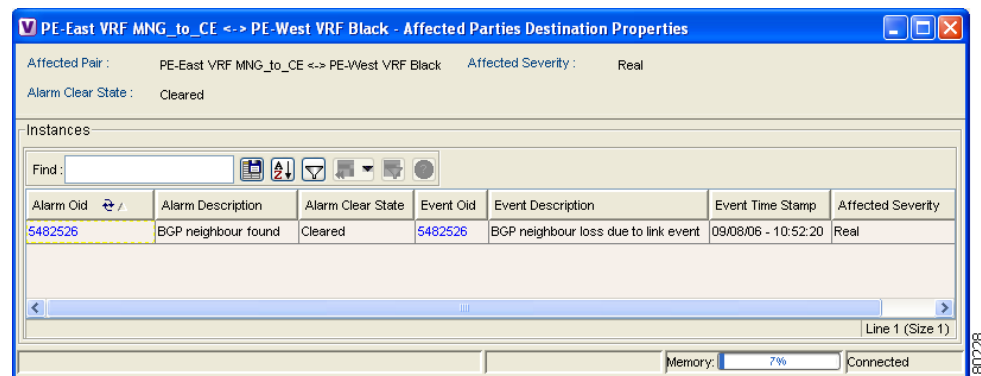 PE-East VRF MNG_to_CE <-> PE-West VRF Black - Affected Parties Destination Properties
Affected Pair : PE-East VRF MNG_to_CE <-> PE-West VRF Black Affected Severity : Real
Alarm Clear State : Cleared
Instances
Find :
Alarm Oid Alarm Description Alarm Clear State Event Oid Event Description Event Time Stamp Affected Severity
5482526 BGP neighbour found Cleared 5482526 BGP neighbour loss due to link event 09/08/06 - 10:52:20 Real
Line 1 (Size 1)
Memory: 7% Connected